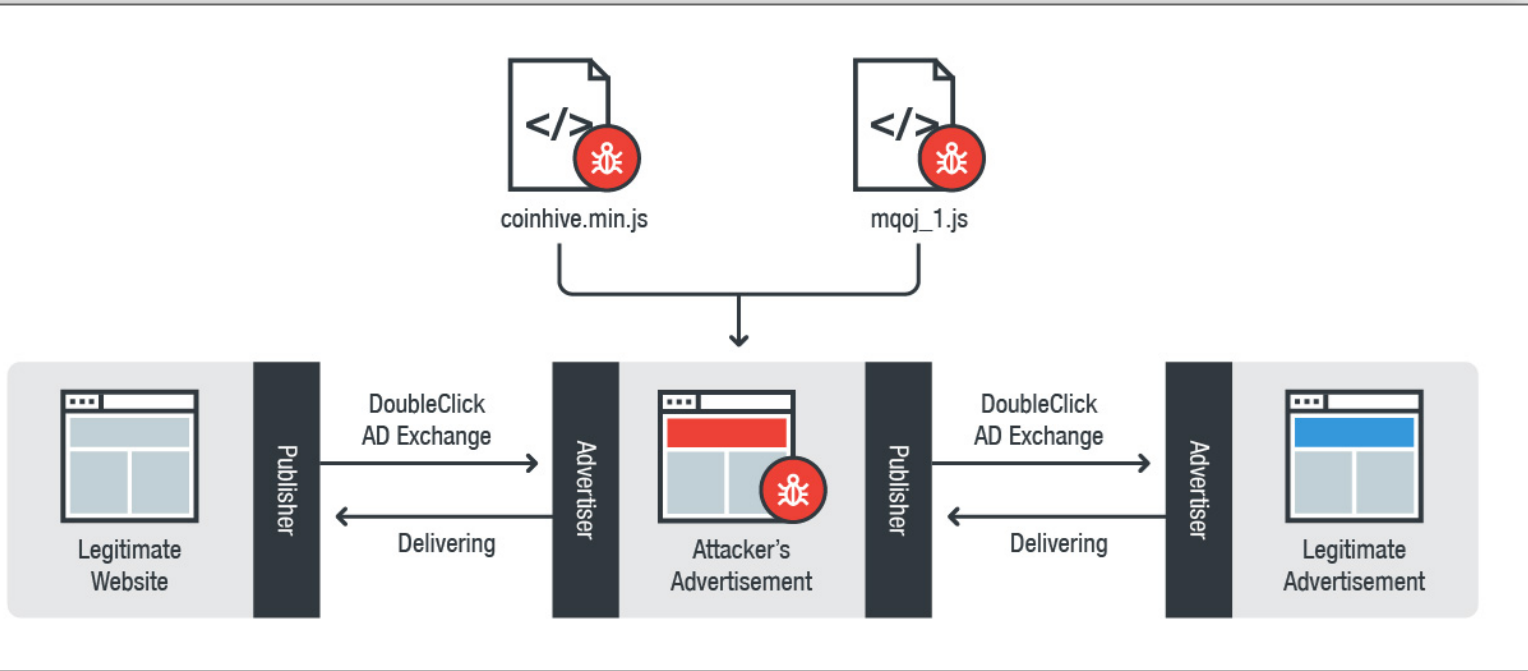 </>
</>
coinhive.min.js
mqoj_1.js
DoubleClick
AD Exchange
DoubleClick
AD Exchange
Publisher
Advertiser
Publisher
Advertiser
Delivering
Delivering
Legitimate
Website
Attacker's
Advertisement
Legitimate
Advertisement